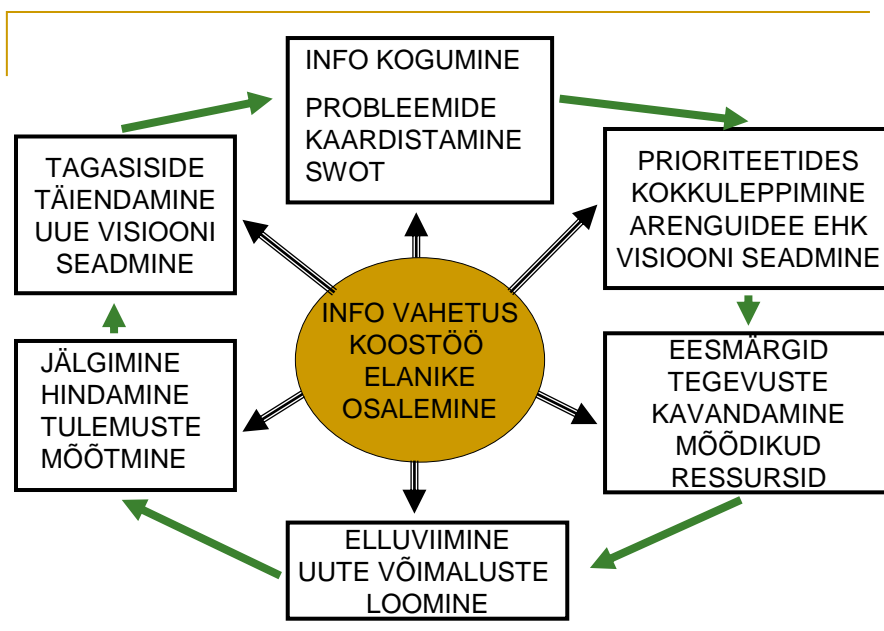 INFO KOGUMINE
PROBLEEMIDE
KAARDISTAMINE
SWOT
PRIORITEETIDES
KOKKULEPPIMINE
ARENGUIDEE EHK
VISIOONI SEADMINE
EESMÄRGID
TEGEVUSTE
KAVANDAMINE
MÕÕDIKUD
RESSURSID
ELLUVIIMINE
UUTE VÕIMALUSTE
LOOMINE
JÄLGIMINE
HINDAMINE
TULEMUSTE
MÕÕTMINE
TAGASISIDE
TÄIENDAMINE
UUE VISIOONI
SEADMINE
INFO VAHETUS
KOOSTÖÖ
ELANIKE
OSALEMINE